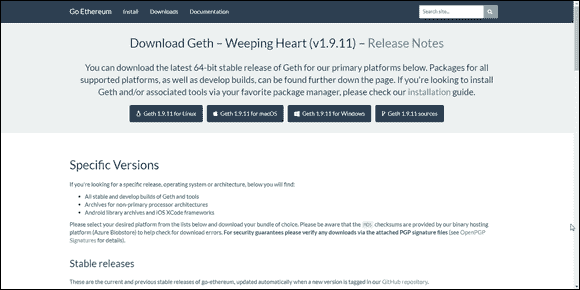 Go Ethereum Install Downloads Documentation Search site...
Download Geth – Weeping Heart (v1.9.11) – Release Notes
You can download the latest 64-bit stable release of Geth for our primary platforms below. Packages for all
supported platforms, as well as develop builds, can be found further down the page. If you're looking to install
Geth and/or associated tools via your favorite package manager, please check our installation guide.
Geth 1.9.11 for Linux Geth 1.9.11 for macOS Geth 1.9.11 for Windows Geth 1.9.11 sources
Specific Versions
If you're looking for a specific release, operating system or architecture, below you will find:
• All stable and develop builds of Geth and tools
• Archives for non-primary processor architectures
• Android library archives and iOS XCode frameworks
Please select your desired platform from the lists below and download your bundle of choice. Please be aware that the MD5 checksums are provided by our binary hosting
platform (Azure Blobstore) to help check for download errors. For security guarantees please verify any downloads via the attached PGP signature files (see OpenPGP
Signatures for details).
Stable releases
These are the current and previous stable releases of go-ethereum, updated automatically when a new version is tagged in our GitHub repository.